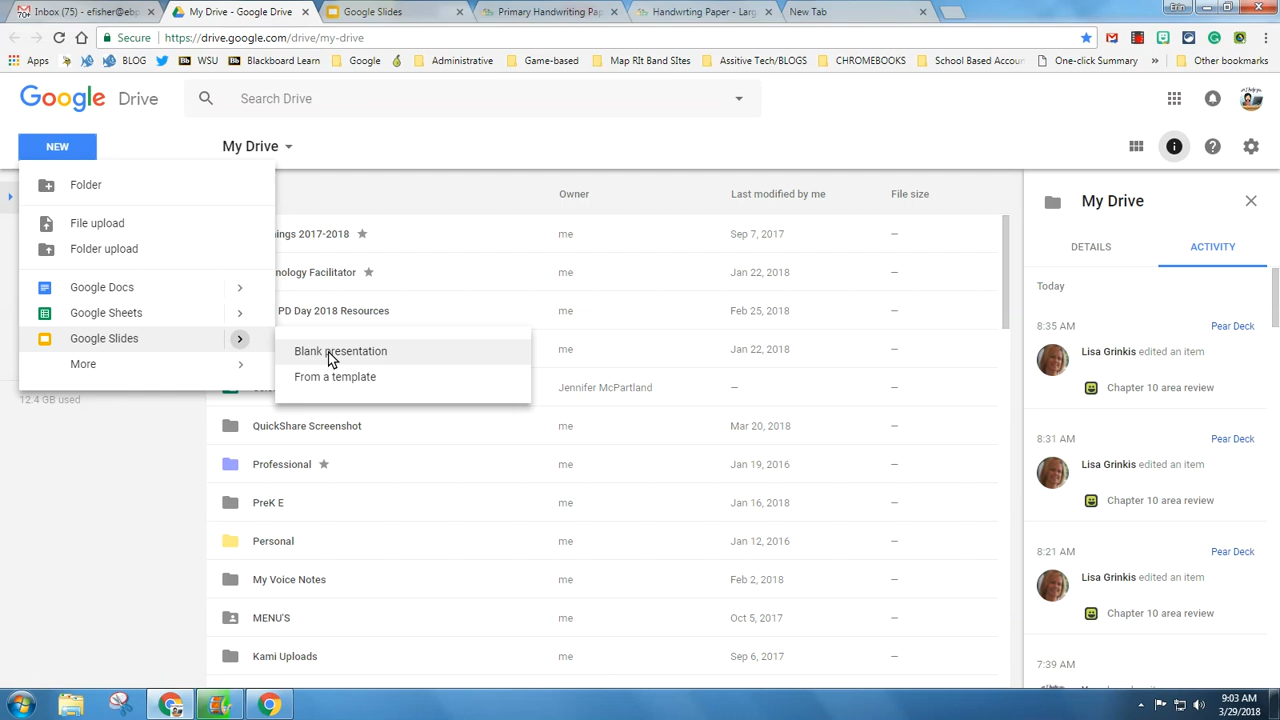 Inbox (75) - efisher@ebp
My Drive - Google Drive
Google Slides
Primary Handwriting Pap
Handwrting Paper - Larg
New Tab
Erin
Secure
https://drive.google.com/drive/my-drive
Apps
BLOG
WSU
Blackboard Learn
Google
Administrative
Game-based
Map RIt Band SItes
Assitive Tech/BLOGS
CHROMEBOOKS
School Based Accoun
One-click Summary
Other bookmarks
Google Drive
Search Drive
NEW
My Drive
Folder
File upload
Folder upload
Google Docs
Google Sheets
Google Slides
More
Blank presentation
From a template
12.4 GB used
Owner
Last modified by me
File size
ings 2017-2018 me Sep 7, 2017 –
nology Facilitator me Jan 22, 2018 –
PD Day 2018 Resources me Feb 25, 2018 –
me Jan 22, 2018 –
Jennifer McPartland – –
QuickShare Screenshot me Mar 20, 2018 –
Professional me Jan 19, 2016 –
PreK E me Jan 16, 2018 –
Personal me Jan 12, 2016 –
My Voice Notes me Feb 2, 2018 –
MENU'S me Oct 5, 2017 –
Kami Uploads me Sep 6, 2017 –
My Drive
DETAILS
ACTIVITY
Today
8:35 AM Pear Deck
Lisa Grinkis edited an item
Chapter 10 area review
8:31 AM Pear Deck
Lisa Grinkis edited an item
Chapter 10 area review
8:21 AM Pear Deck
Lisa Grinkis edited an item
Chapter 10 area review
7:39 AM
9:03 AM
3/29/2018